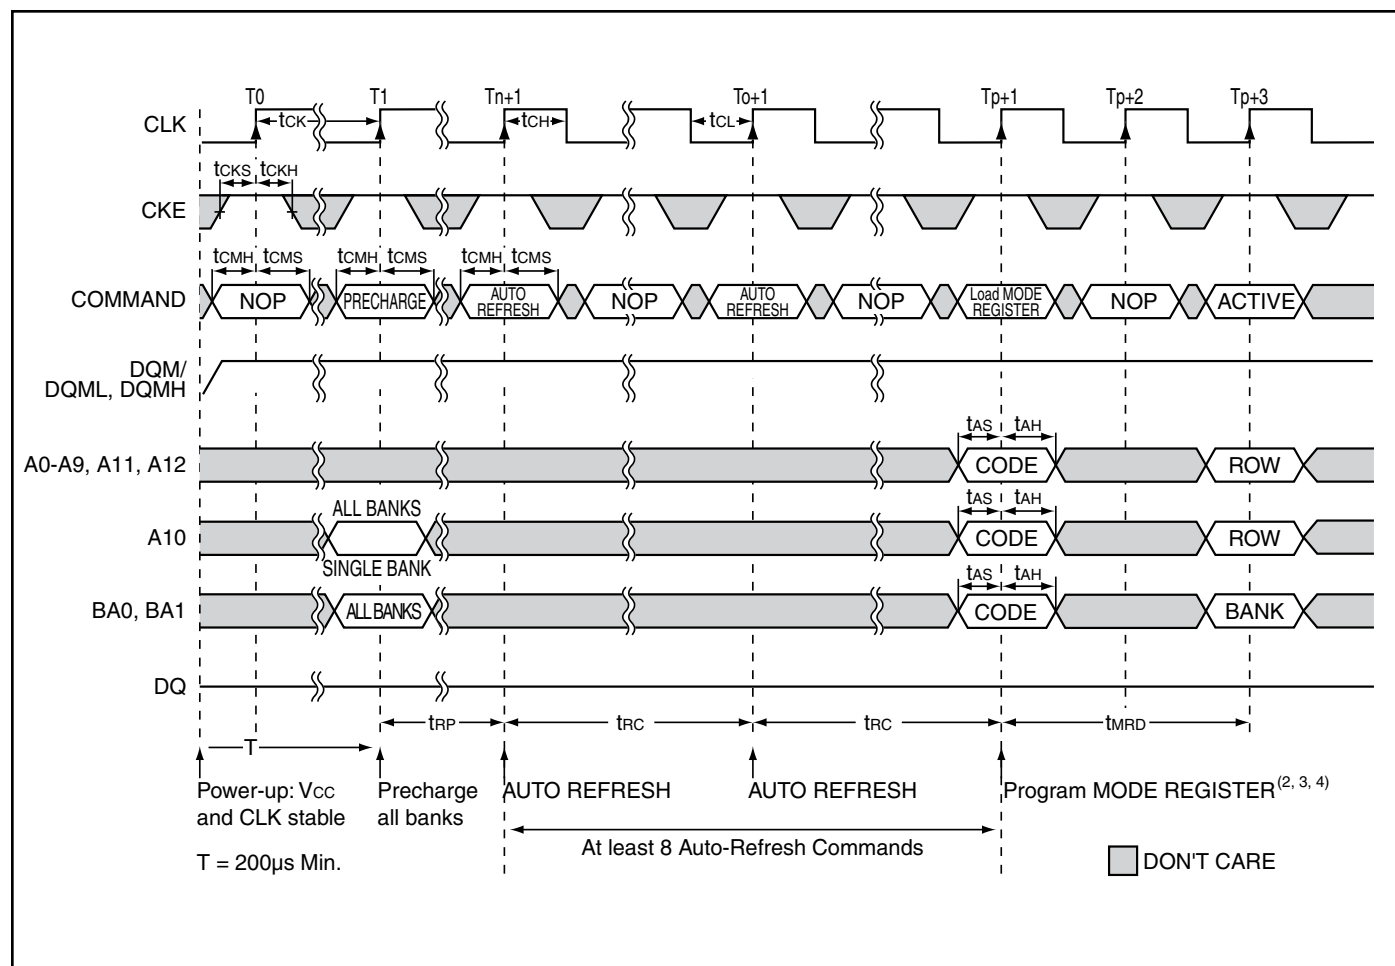 T0 T1 Tn+1 To+1 Tp+1 Tp+2 Tp+3
CLK tCK tCH tCL
tCKS tCKH
CKE
tCMH tCMS tCMH tCMS tCMH tCMS
COMMAND NOP PRECHARGE AUTO REFRESH NOP AUTO REFRESH NOP Load MODE REGISTER NOP ACTIVE
DQM/
DQML, DQMH
tAS tAH
A0-A9, A11, A12 CODE ROW
ALL BANKS tAS tAH
A10 CODE ROW
SINGLE BANK tAS tAH
BA0, BA1 ALL BANKS CODE BANK
DQ
tRP tRC tRC tMRD
T
Power-up: VCC Precharge AUTO REFRESH AUTO REFRESH Program MODE REGISTER(2, 3, 4)
and CLK stable all banks
At least 8 Auto-Refresh Commands
T = 200µs Min. DON'T CARE